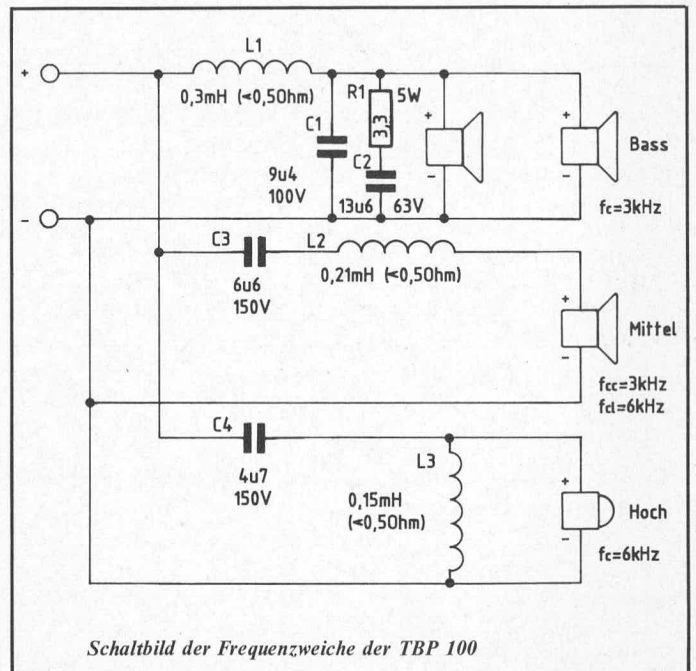 L1
+
0,3mH (<0,5Ohm)
R1
5W
3,3
C1
+
+
Bass
C2
9u4
100V
−
−
−
13u6
63V
fc=3kHz
C3
L2
6u6
150V
0,21mH (<0,5Ohm)
+
Mittel
−
fcc=3kHz
fcl=6kHz
C4
4u7
150V
L3
0,15mH
(<0,5Ohm)
+
Hoch
−
fc=6kHz
Schaltbild der Frequenzweiche der TBP 100